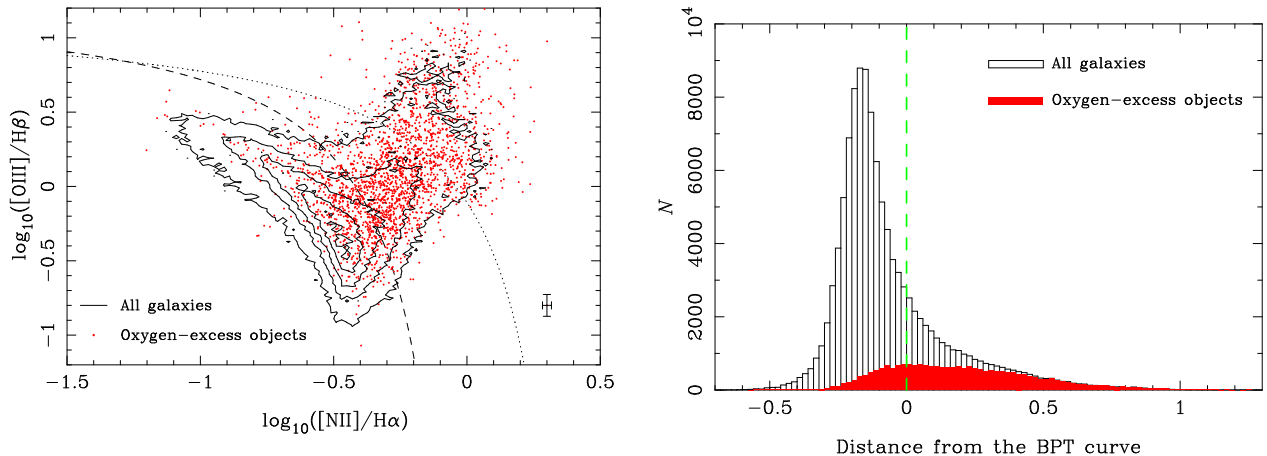 log10([OIII]/Hβ)
1
0.5
0
−0.5
−1
All galaxies
Oxygen−excess objects
−1.5
−1
−0.5
0
0.5
log10([NII]/Hα)
N
10^4
8000
6000
4000
2000
0
All galaxies
Oxygen−excess objects
−0.5
0
0.5
1
Distance from the BPT curve